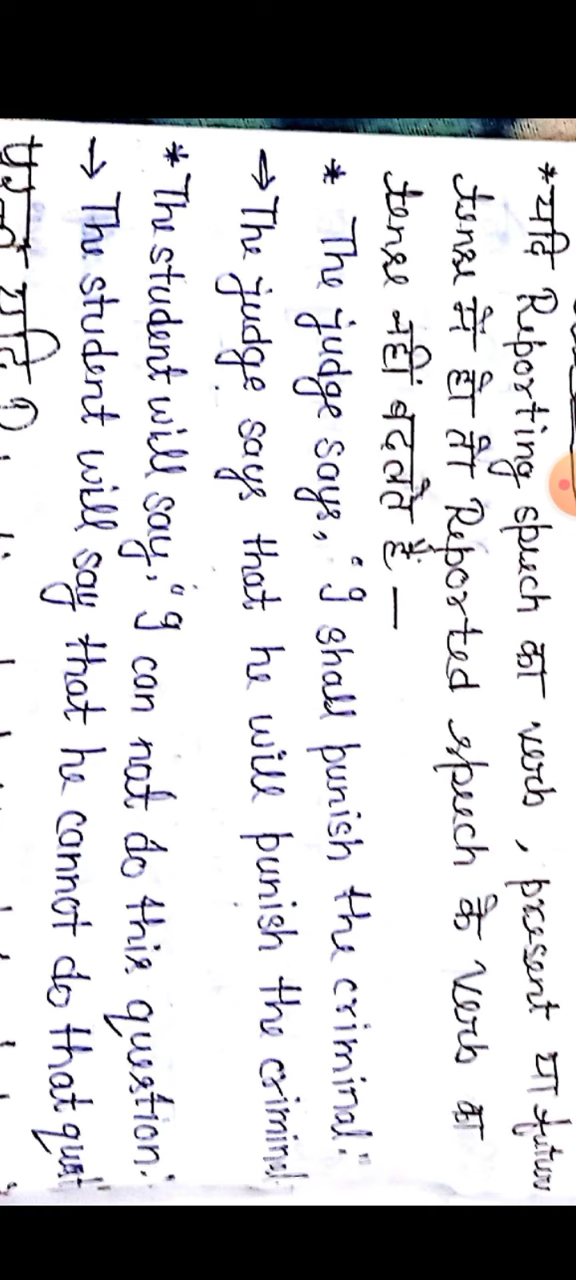 *यदि Reporting speech का verb, present या future
tense में हो तो Reported speech के verb का
tense नहीं बदलते हैं —
* The judge says, "I shall punish the criminal."
→ The judge says that he will punish the criminal
* The student will say, "I can not do this question."
→ The student will say that he cannot do that quest
परन्तु यदि